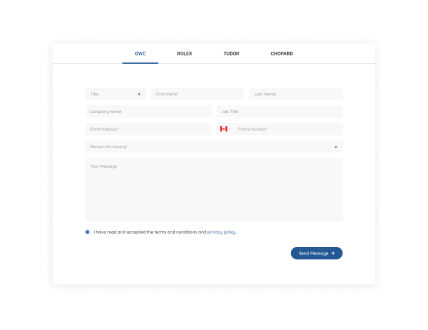 OWC ROLEX TUDOR CHOPARD
Title First Name* Last Name*
Company Name Job Title
Email Address* Phone Number*
Reason for Inquiry*
Your Message
I have read and accepted the terms and conditions and privacy policy.
Send Message →